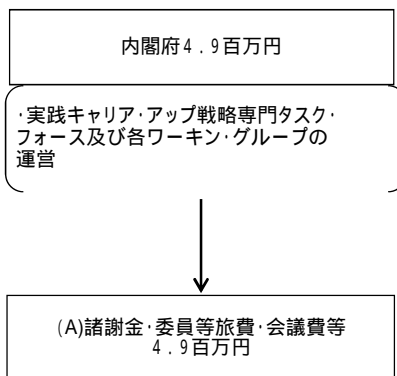 内閣府4.9百万円
･実践キャリア･アップ戦略専門タスク･
フォース及び各ワーキン･グループの
運営
(A)諸謝金･委員等旅費･会議費等
4.9百万円